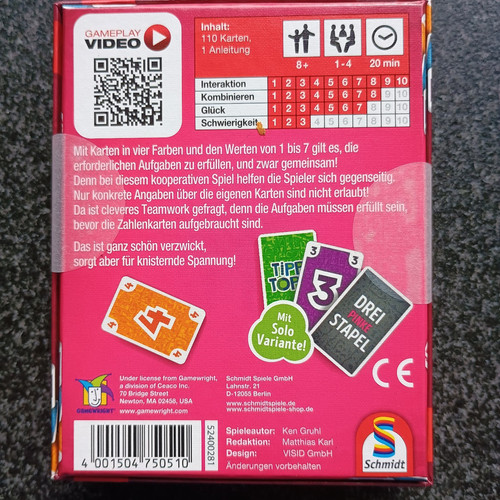 GAMEPLAY
VIDEO
Inhalt:
110 Karten,
1 Anleitung
8+
1 - 4
20 min
Interaktion 1 2 3 4 5 6 7 8 9 10
Kombinieren 1 2 3 4 5 6 7 8 9 10
Glück 1 2 3 4 5 6 7 8 9 10
Schwierigkeit 1 2 3 4 5 6 7 8 9 10
Mit Karten in vier Farben und den Werten von 1 bis 7 gilt es, die
erforderlichen Aufgaben zu erfüllen, und zwar gemeinsam!
Denn bei diesem kooperativen Spiel helfen die Spieler sich gegenseitig.
Nur konkrete Angaben über die eigenen Karten sind nicht erlaubt!
Da ist cleveres Teamwork gefragt, denn die Aufgaben müssen erfüllt sein,
bevor die Zahlenkarten aufgebraucht sind.
Das ist ganz schön verzwickt,
sorgt aber für knisternde Spannung!
TIPP
TOP
3
3
3
DREI
PINKE
STAPEL
4
4
4
Mit
Solo
Variante!
CE
GAMEWRIGHT
Under license from Gamewright,
a division of Ceaco Inc.
70 Bridge Street
Newton, MA 02458, USA
www.gamewright.com
Schmidt Spiele GmbH
Lahnstr. 21
D-12055 Berlin
www.schmidtspiele.de
www.schmidtspiele-shop.de
4 001504 750510
52400281
Spieleautor: Ken Gruhl
Redaktion: Matthias Karl
Design: VISID GmbH
Änderungen vorbehalten
Schmidt